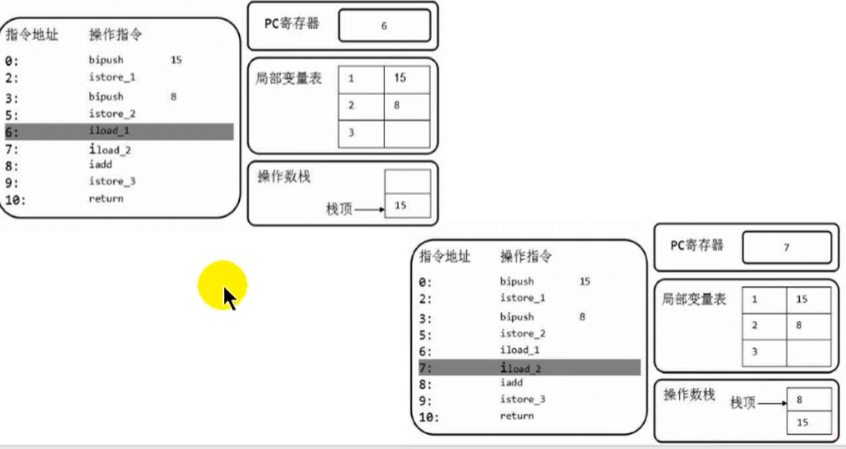 指令地址 操作指令
0: bipush 15
2: istore_1
3: bipush 8
5: istore_2
6: iload_1
7: iload_2
8: iadd
9: istore_3
10: return
PC寄存器 6
局部变量表 1 15
2 8
3
操作数栈
栈顶 15
指令地址 操作指令
0: bipush 15
2: istore_1
3: bipush 8
5: istore_2
6: iload_1
7: iload_2
8: iadd
9: istore_3
10: return
PC寄存器 7
局部变量表 1 15
2 8
3
操作数栈 栈顶 8
15